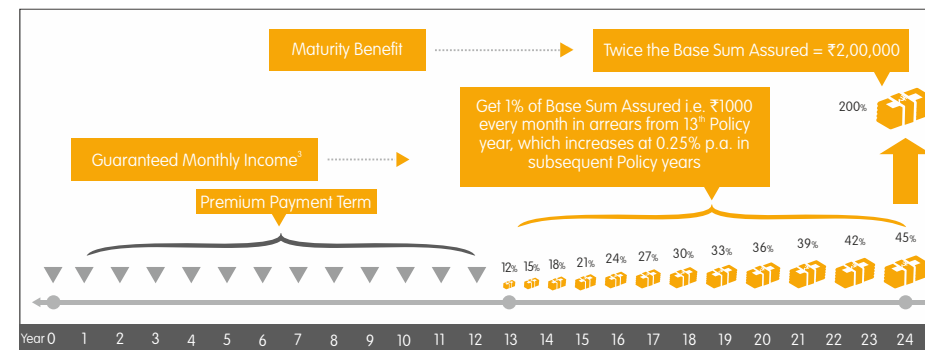 Maturity Benefit
Twice the Base Sum Assured = ₹2,00,000
200%
Get 1% of Base Sum Assured i.e. ₹1000
every month in arrears from 13th Policy
year, which increases at 0.25% p.a. in
subsequent Policy years
Guaranteed Monthly Income3
Premium Payment Term
12% 15% 18% 21% 24% 27% 30% 33% 36% 39% 42% 45%
Year 0 1 2 3 4 5 6 7 8 9 10 11 12 13 14 15 16 17 18 19 20 21 22 23 24